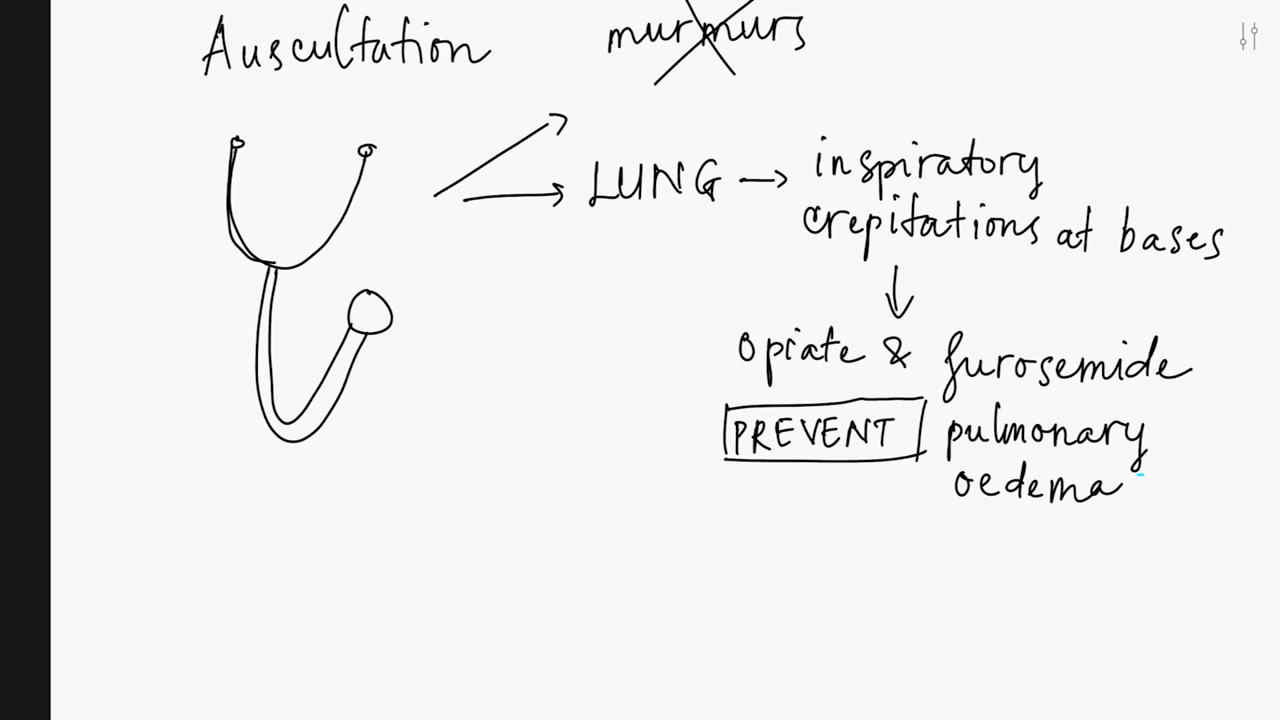 Auscultation murmurs
LUNG → inspiratory
crepitations at bases
↓
opiate & furosemide
PREVENT pulmonary
oedema